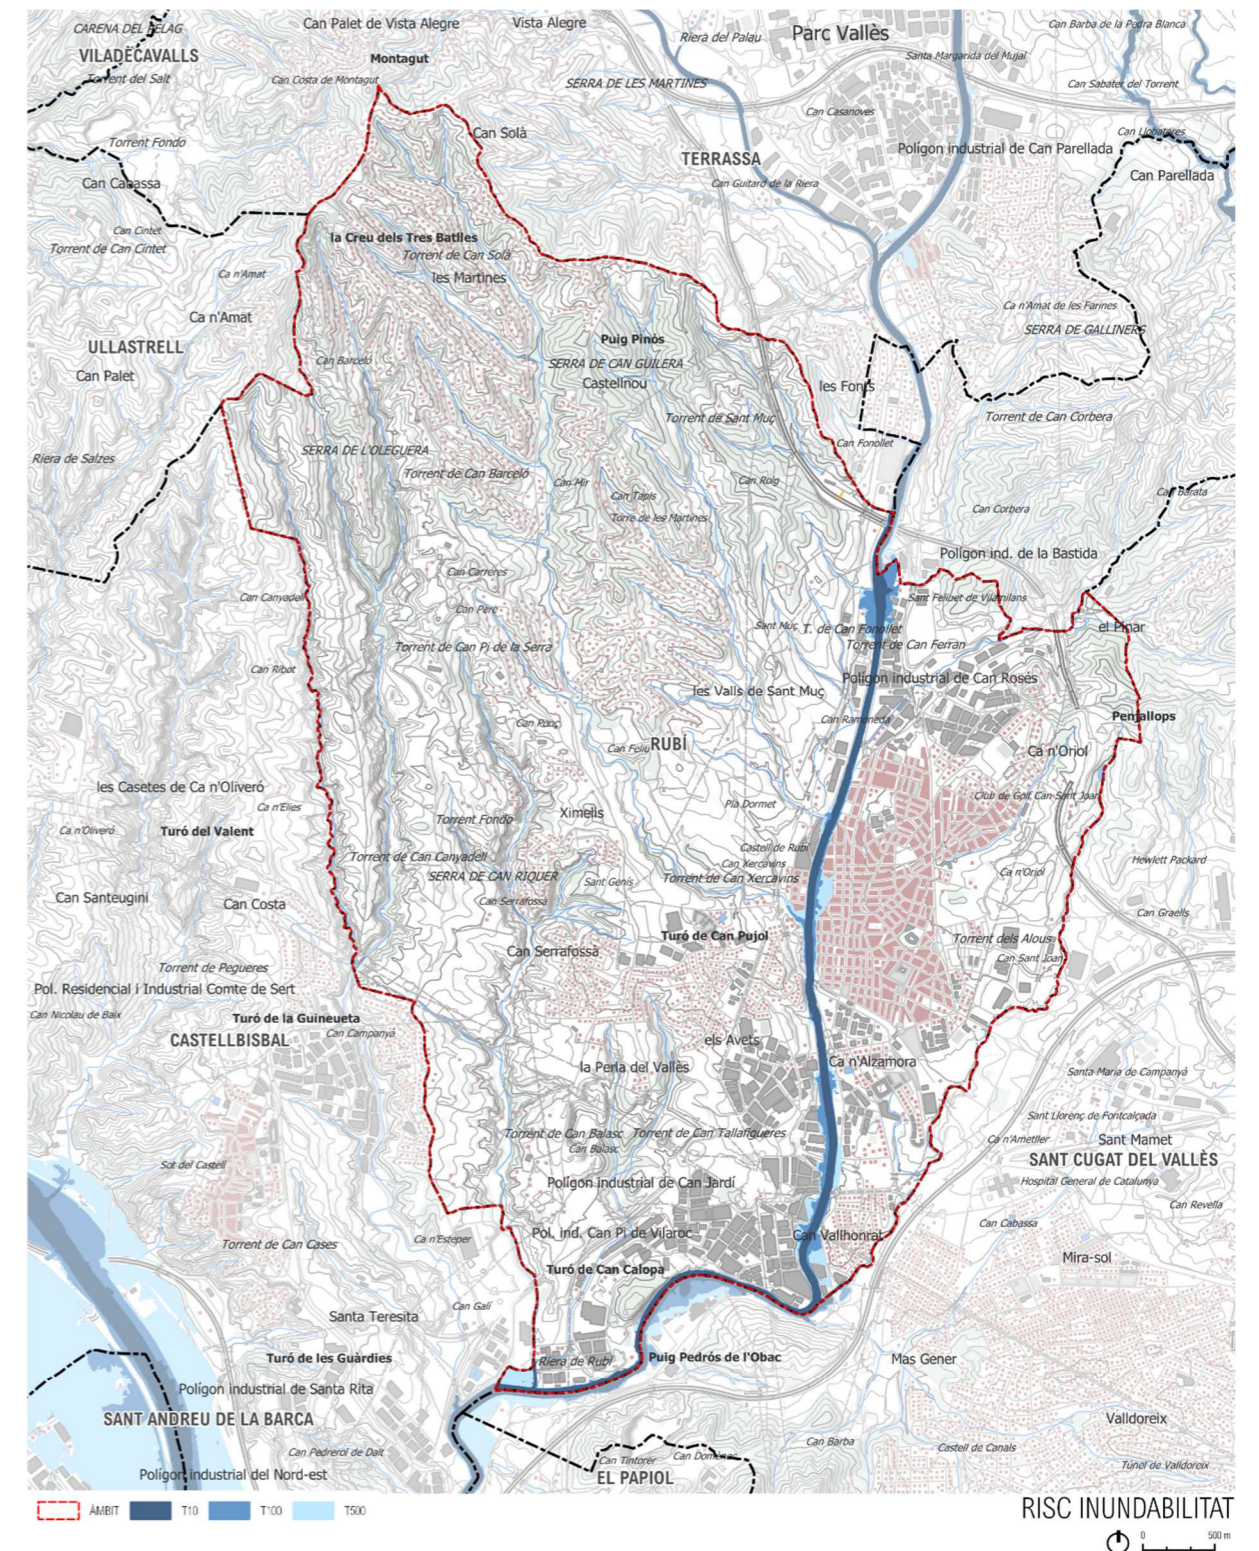 CARENA DEL PELAG
Can Palet de Vista Alegre
Vista Alegre
Riera del Palau
Parc Vallès
Can Barba de la Pedra Blanca
VILADECAVALLS
Montagut
Santa Margarida del Mujal
Torrent del Salt
Can Costa de Montagut
SERRA DE LES MARTINES
Can Sabater del Torrent
Can Casanoves
Torrent Fondo
Can Solà
Can Llobateres
Polígon industrial de Can Parellada
TERRASSA
Can Parellada
Can Cabassa
Can Guitard de la Riera
Can Cintet
la Creu dels Tres Batlles
Torrent de Can Cintet
Torrent de Can Solà
Ca n'Amat
les Martines
Ca n'Amat de les Farines
Ca n'Amat
SERRA DE GALLINERS
ULLASTRELL
Puig Pinós
Can Barceló
SERRA DE CAN GUILERA
Can Palet
Castellnou
les Fonts
Torrent de Sant Muç
Torrent de Can Corbera
Can Fonollet
Riera de Salzes
SERRA DE L'OLEGUERA
Torrent de Can Barceló
Can Mir
Can Roig
Can Tapis
Can Barata
Torre de les Martines
Can Corbera
Polígon ind. de la Bastida
Can Carreres
Can Canyadell
Sant Feliuet de Vilamilans
Can Pere
Sant Muç
T. de Can Fonollet
el Pinar
Torrent de Can Pi de la Serra
Torrent de Can Ferran
Can Ribot
Polígon industrial de Can Rosés
les Valls de Sant Muç
Can Ponç
Can Ramoneda
Penjallops
Can Feliu
RUBÍ
Ca n'Oriol
les Casetes de Ca n'Oliveró
Club de Golf Can Sant Joan
Ca n'Elies
Ximelis
Pla Dormet
Ca n'Oliveró
Turó del Valent
Torrent Fondo
Castell de Rubí
Torrent de Can Canyadell
Can Xercavins
Hewlett Packard
SERRA DE CAN RIQUER
Sant Genís
Torrent de Can Xercavins
Ca n'Oriol
Can Santeugini
Can Costa
Can Serrafossà
Can Graells
Turó de Can Pujol
Torrent dels Alous
Can Serrafossà
Can Sant Joan
Torrent de Pegueres
Pol. Residencial i Industrial Comte de Sert
Can Nicolau de Baix
Turó de la Guineueta
Can Campanyà
CASTELLBISBAL
els Avets
la Perla del Vallès
Ca n'Alzamora
Santa Maria de Campanyà
Sant Llorenç de Fontcalçada
Torrent de Can Balasc
Torrent de Can Tallafigueres
Ca n'Ametller
Sant Mamet
Can Balasc
SANT CUGAT DEL VALLÈS
Sot del Castell
Polígon industrial de Can Jardí
Hospital General de Catalunya
Can Revella
Can Cabassa
Pol. ind. Can Pi de Vilaroc
Can Vallhonrat
Torrent de Can Cases
Ca n'Esteper
Mira-sol
Turó de Can Calopa
Can Galí
Santa Teresita
Turó de les Guàrdies
Riera de Rubí
Puig Pedrós de l'Obac
Mas Gener
Polígon industrial de Santa Rita
SANT ANDREU DE LA BARCA
Valldoreix
Can Barba
Castell de Canals
Can Pedrerol de Dalt
Can Tintorer
Can Domènec
Túnel de Valldoreix
Polígon industrial del Nord-est
EL PAPIOL
ÀMBIT
T10
T100
T500
RISC INUNDABILITAT
0
500 m